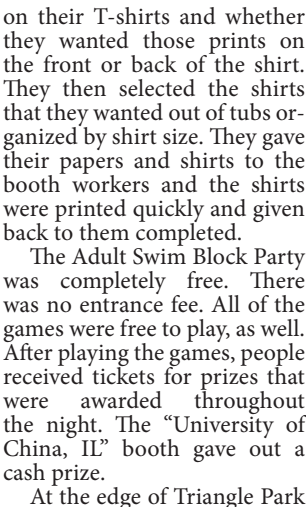 on their T-shirts and whether
they wanted those prints on
the front or back of the shirt.
They then selected the shirts
that they wanted out of tubs or-
ganized by shirt size. They gave
their papers and shirts to the
booth workers and the shirts
were printed quickly and given
back to them completed.
The Adult Swim Block Party
was completely free. There
was no entrance fee. All of the
games were free to play, as well.
After playing the games, people
received tickets for prizes that
were awarded throughout
the night. The “University of
China, IL” booth gave out a
cash prize.
At the edge of Triangle Park